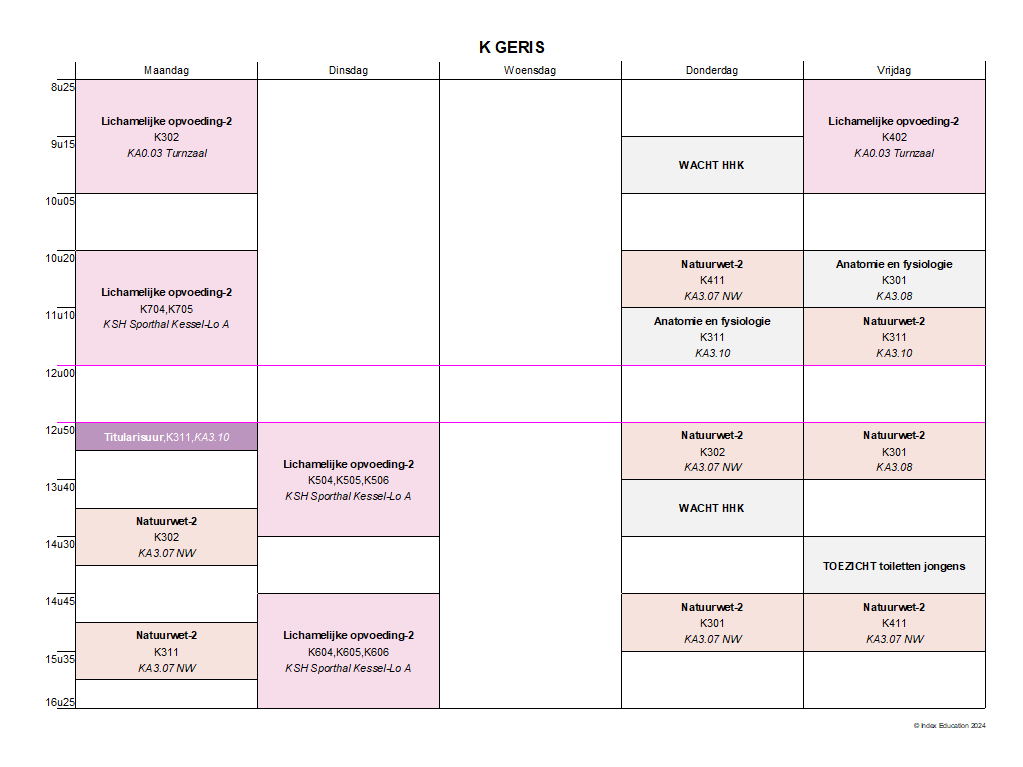 K GERIS
Maandag
Dinsdag
Woensdag
Donderdag
Vrijdag
8u25
9u15
10u05
10u20
11u10
12u00
12u50
13u40
14u30
14u45
15u35
16u25
Lichamelijke opvoeding-2
K302
KA0.03 Turnzaal
Lichamelijke opvoeding-2
K704,K705
KSH Sporthal Kessel-Lo A
Titularisuur,K311,KA3.10
Natuurwet-2
K302
KA3.07 NW
Natuurwet-2
K311
KA3.07 NW
Lichamelijke opvoeding-2
K504,K505,K506
KSH Sporthal Kessel-Lo A
Lichamelijke opvoeding-2
K604,K605,K606
KSH Sporthal Kessel-Lo A
WACHT HHK
Natuurwet-2
K411
KA3.07 NW
Anatomie en fysiologie
K311
KA3.10
Natuurwet-2
K302
KA3.07 NW
WACHT HHK
Natuurwet-2
K301
KA3.07 NW
Lichamelijke opvoeding-2
K402
KA0.03 Turnzaal
Anatomie en fysiologie
K301
KA3.08
Natuurwet-2
K311
KA3.10
Natuurwet-2
K301
KA3.08
TOEZICHT toiletten jongens
Natuurwet-2
K411
KA3.07 NW
© Index Education 2024